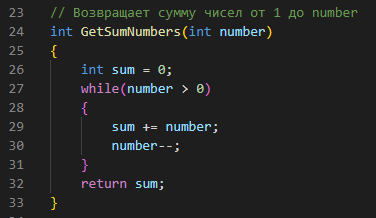 23 // Возвращает сумму чисел от 1 до number
24 int GetSumNumbers(int number)
25 {
26     int sum = 0;
27     while(number > 0)
28     {
29         sum += number;
30         number--;
31     }
32     return sum;
33 }